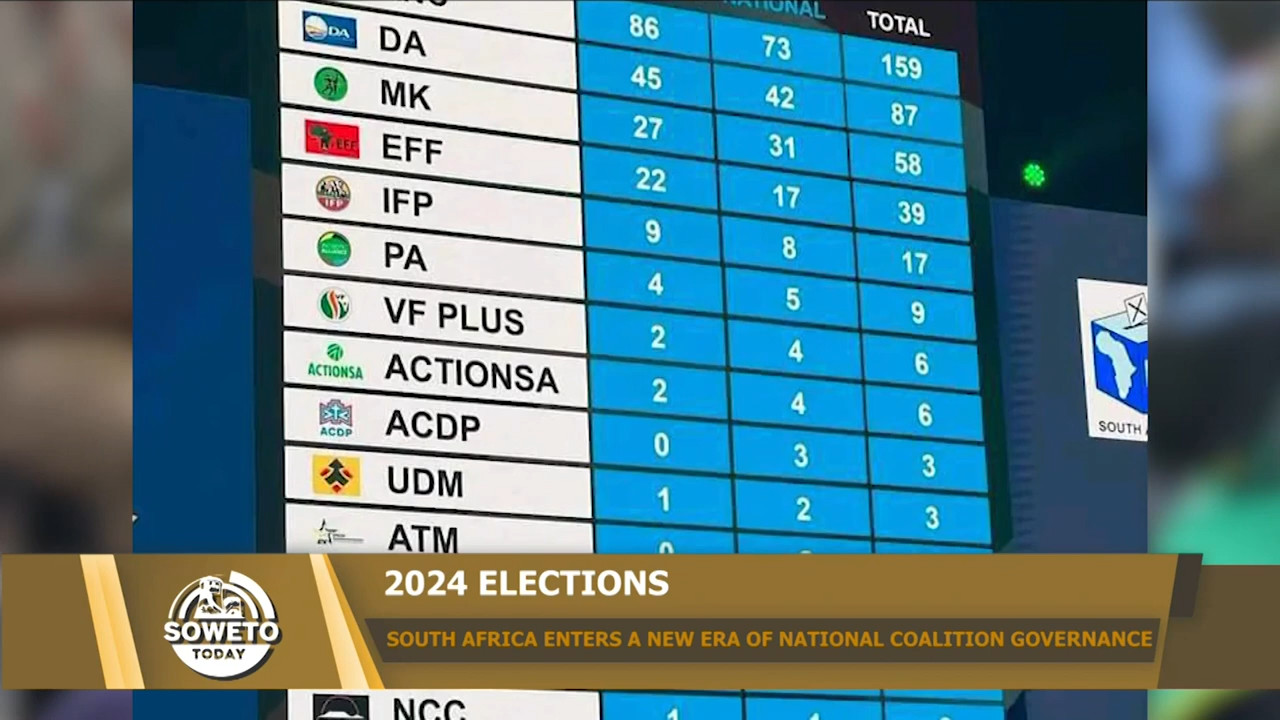 NATIONAL TOTAL
86 73 159
DA DA 45 42 87
MK 27 31 58
EFF EFF 22 17 39
IFP IFP 9 8 17
PA 4 5 9
VF PLUS 2 4 6
ACTIONSA ACTIONSA 2 4 6
ACDP ACDP 0 3 3
UDM 1 2 3
ATM
SOUTH
2024 ELECTIONS
SOUTH AFRICA ENTERS A NEW ERA OF NATIONAL COALITION GOVERNANCE
SOWETO
TODAY
NCC